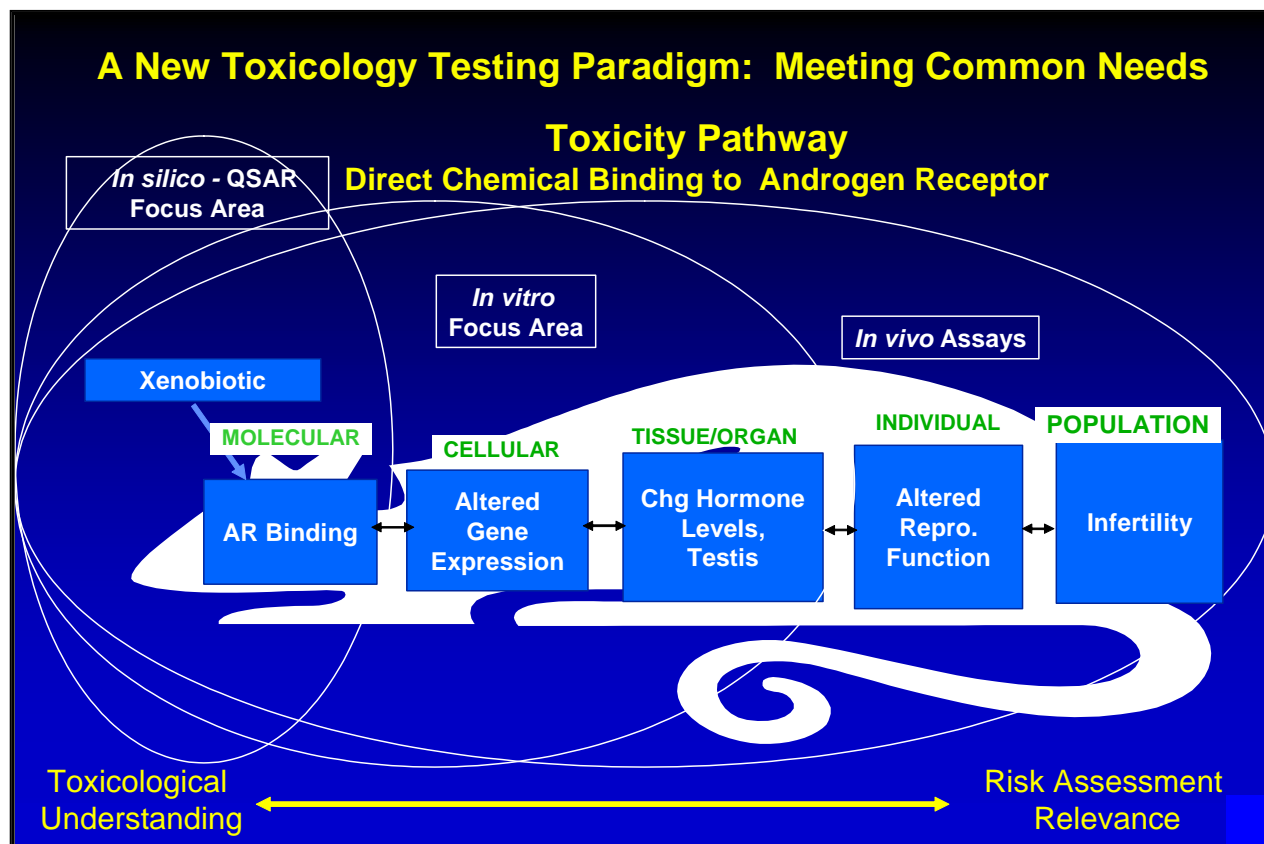 A New Toxicology Testing Paradigm: Meeting Common Needs
Toxicity Pathway
Direct Chemical Binding to Androgen Receptor
In silico - QSAR
Focus Area
In vitro
Focus Area
In vivo Assays
Xenobiotic
MOLECULAR
CELLULAR
TISSUE/ORGAN
INDIVIDUAL
POPULATION
AR Binding
Altered
Gene
Expression
Chg Hormone
Levels,
Testis
Altered
Repro.
Function
Infertility
Toxicological
Understanding
Risk Assessment
Relevance